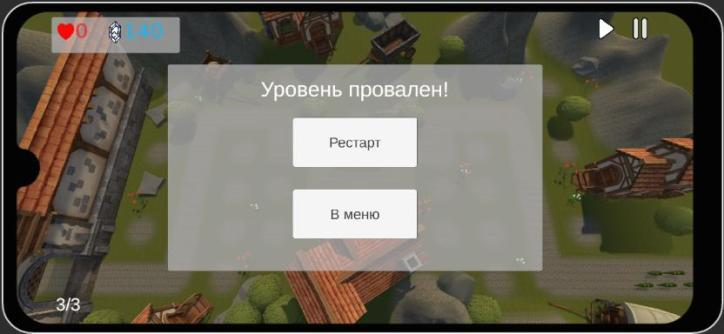 0 140
Уровень провален!
Рестарт
В меню
3/3